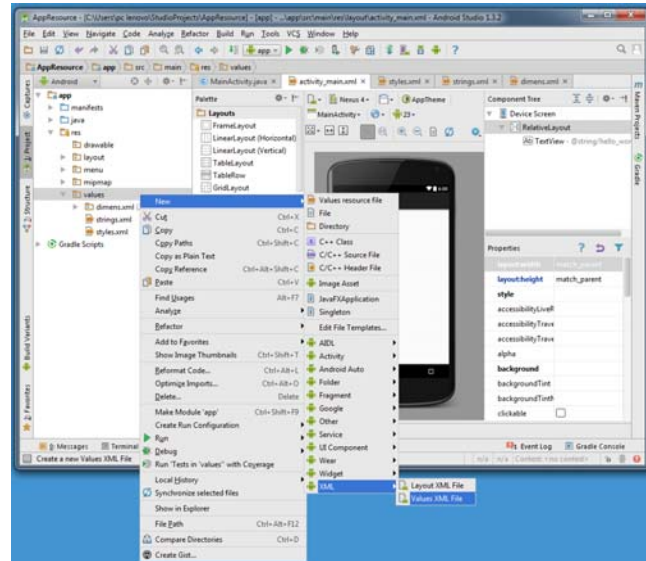 AppResource - [C:\Users\pc lenovo\StudioProjects\AppResource] - [app] - ...\app\src\main\res\layout\activity_main.xml - Android Studio 1.3.2
File Edit View Navigate Code Analyze Refactor Build Run Tools VCS Window Help
app
AppResource app src main res values
Android
MainActivity.java activity_main.xml styles.xml strings.xml dimens.xml
Captures
1: Project
Structure
Build Variants
2: Favorites
app
manifests
java
res
drawable
layout
menu
mipmap
values
dimens.xml
strings.xml
styles.xml
Gradle Scripts
Palette
Layouts
FrameLayout
LinearLayout (Horizontal)
LinearLayout (Vertical)
TableLayout
TableRow
GridLayout
Nexus 4 AppTheme
MainActivity 23
Component Tree
Device Screen
RelativeLayout
TextView - @string/hello_wor
Maven Projects
Gradle
Properties
layout:width match_parent
layout:height match_parent
style
accessibilityLiveR
accessibilityTrave
accessibilityTrave
alpha
background
backgroundTint
backgroundTintM
clickable
New
Cut Ctrl+X
Copy Ctrl+C
Copy Paths Ctrl+Shift+C
Copy as Plain Text
Copy Reference Ctrl+Alt+Shift+C
Paste Ctrl+V
Find Usages Alt+F7
Analyze
Refactor
Add to Favorites
Show Image Thumbnails Ctrl+Shift+T
Reformat Code... Ctrl+Alt+L
Optimize Imports... Ctrl+Alt+O
Delete... Delete
Make Module 'app' Ctrl+Shift+F9
Create Run Configuration
Run
Debug
Run 'Tests in 'values'' with Coverage
Local History
Synchronize selected files
Show in Explorer
File Path Ctrl+Alt+F12
Compare Directories Ctrl+D
Create Gist...
Values resource file
File
Directory
C++ Class
C/C++ Source File
C/C++ Header File
Image Asset
JavaFXApplication
Singleton
Edit File Templates...
AIDL
Activity
Android Auto
Folder
Fragment
Google
Other
Service
UI Component
Wear
Widget
XML
Layout XML File
Values XML File
0: Messages Terminal
Event Log Gradle Console
Create a new Values XML File
n/a n/a Context: <no context>